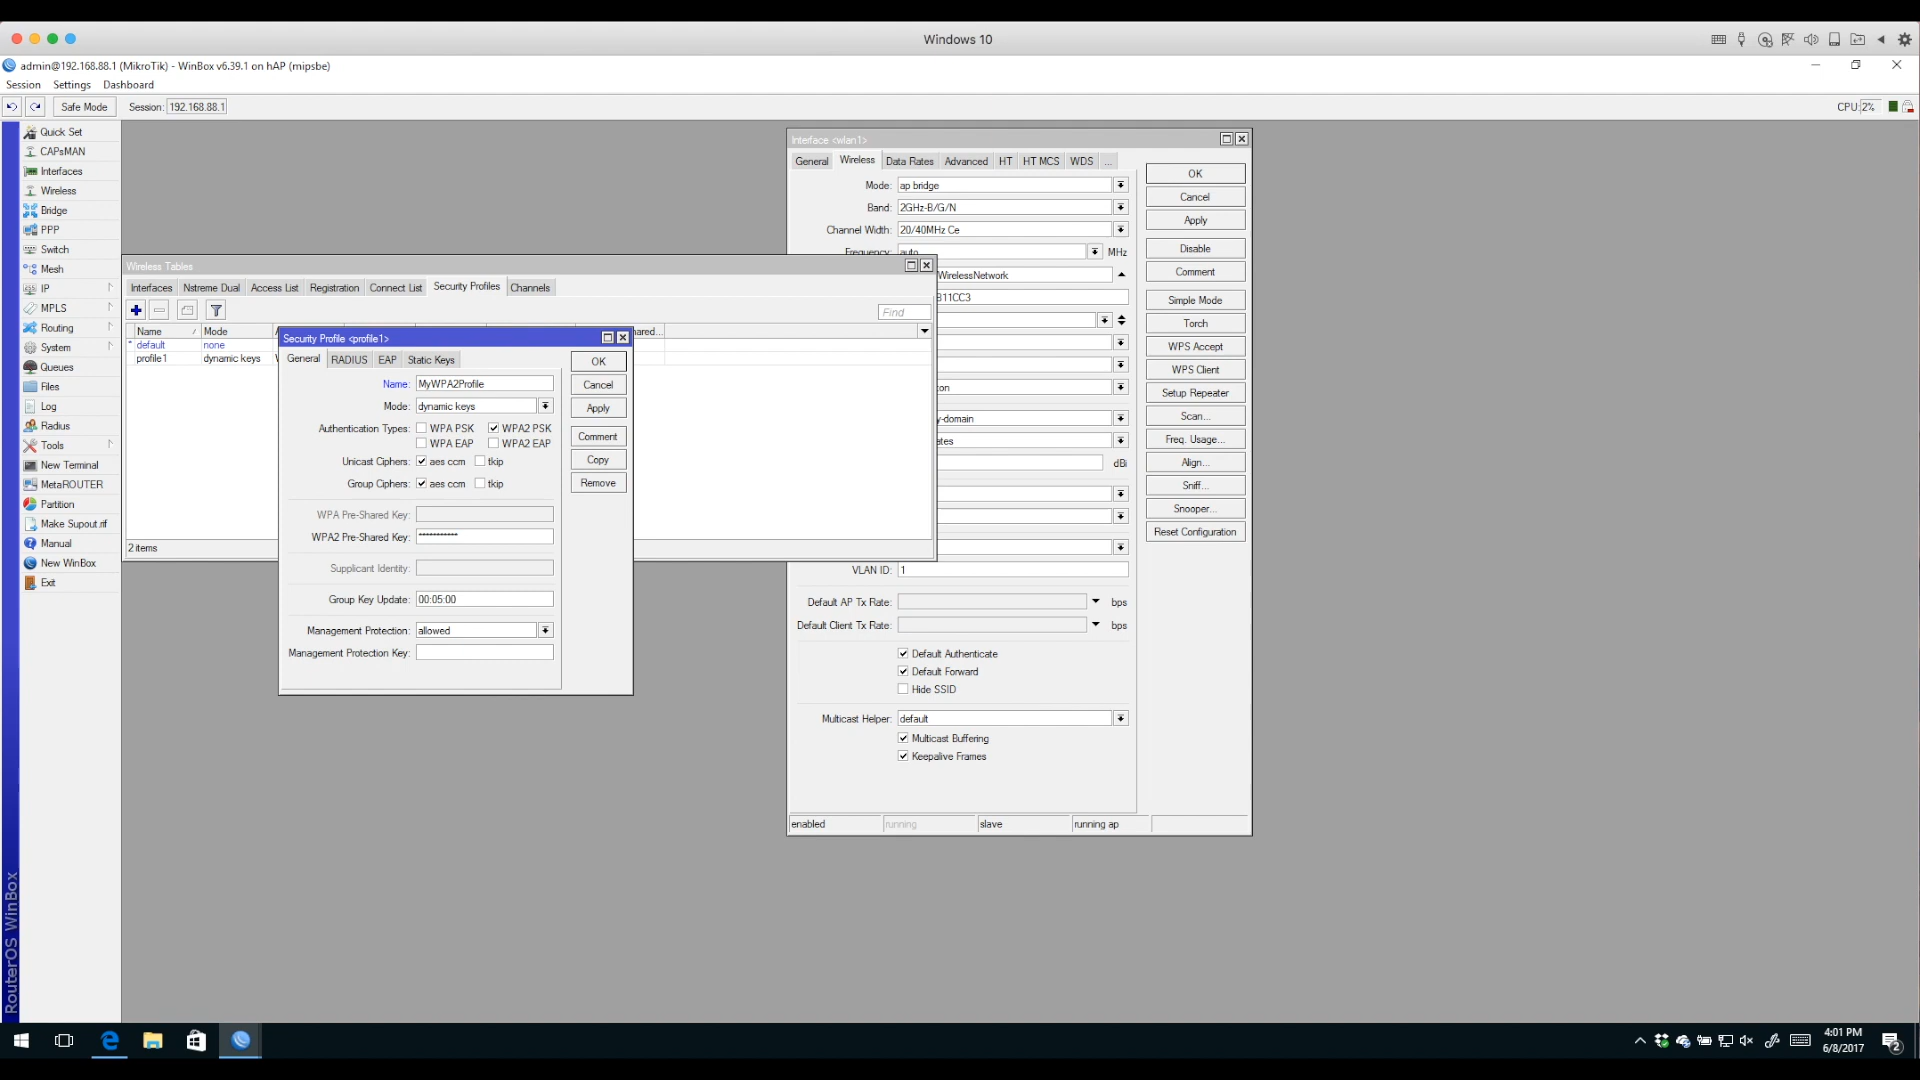 Windows 10
admin@192.168.88.1 (MikroTik) - WinBox v6.39.1 on hAP (mipsbe)
Session Settings Dashboard
Safe Mode Session: 192.168.88.1 CPU: 2%
Quick Set
CAPsMAN
Interfaces
Wireless
Bridge
PPP
Switch
Mesh
IP
MPLS
Routing
System
Queues
Files
Log
Radius
Tools
New Terminal
MetaROUTER
Partition
Make Supout.rif
Manual
New WinBox
Exit
RouterOS WinBox
Interface <wlan1>
General Wireless Data Rates Advanced HT HT MCS WDS ...
Mode: ap bridge
Band: 2GHz-B/G/N
Channel Width: 20/40MHz Ce
Frequency: auto MHz
WirelessNetwork
311CC3
ton
y-domain
ates
dBi
VLAN ID: 1
Default AP Tx Rate: bps
Default Client Tx Rate: bps
Default Authenticate
Default Forward
Hide SSID
Multicast Helper: default
Multicast Buffering
Keepalive Frames
enabled running slave running ap
OK
Cancel
Apply
Disable
Comment
Simple Mode
Torch
WPS Accept
WPS Client
Setup Repeater
Scan...
Freq. Usage...
Align...
Sniff...
Snooper...
Reset Configuration
Wireless Tables
Interfaces Nstreme Dual Access List Registration Connect List Security Profiles Channels
Find
Name Mode hared...
* default none
profile1 dynamic keys
2 items
Security Profile <profile1>
General RADIUS EAP Static Keys
Name: MyWPA2Profile
Mode: dynamic keys
Authentication Types: WPA PSK WPA2 PSK
WPA EAP WPA2 EAP
Unicast Ciphers: aes ccm tkip
Group Ciphers: aes ccm tkip
WPA Pre-Shared Key:
WPA2 Pre-Shared Key: ***********
Supplicant Identity:
Group Key Update: 00:05:00
Management Protection: allowed
Management Protection Key:
OK
Cancel
Apply
Comment
Copy
Remove
4:01 PM
6/8/2017
2